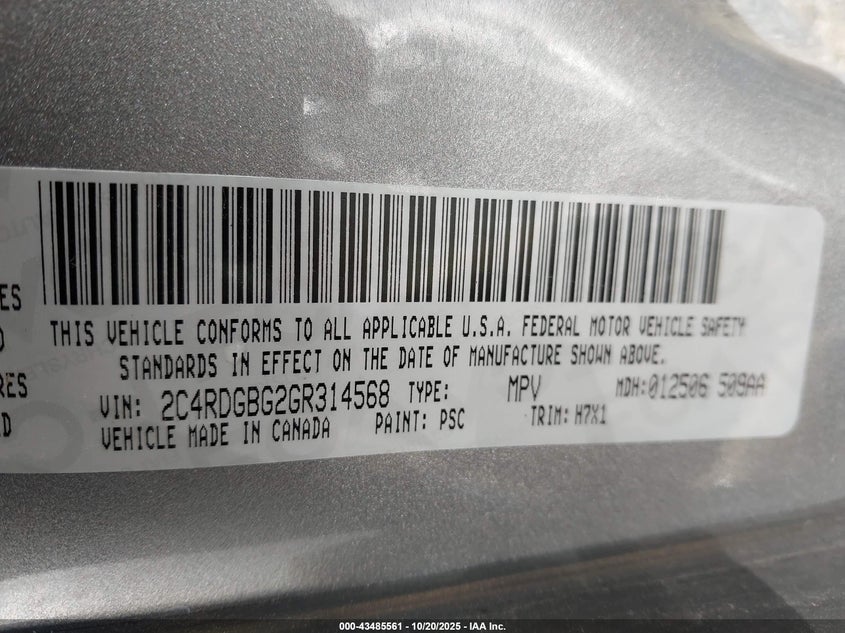 ES
THIS VEHICLE CONFORMS TO ALL APPLICABLE U.S.A. FEDERAL MOTOR VEHICLE SAFETY
STANDARDS IN EFFECT ON THE DATE OF MANUFACTURE SHOWN ABOVE.
RES
VIN: 2C4RDGBG2GR314568 TYPE: MPV MDH:012506 509AA
D
VEHICLE MADE IN CANADA PAINT: PSC TRIM: H7X1
000-43485561 - 10/20/2025 - IAA Inc.